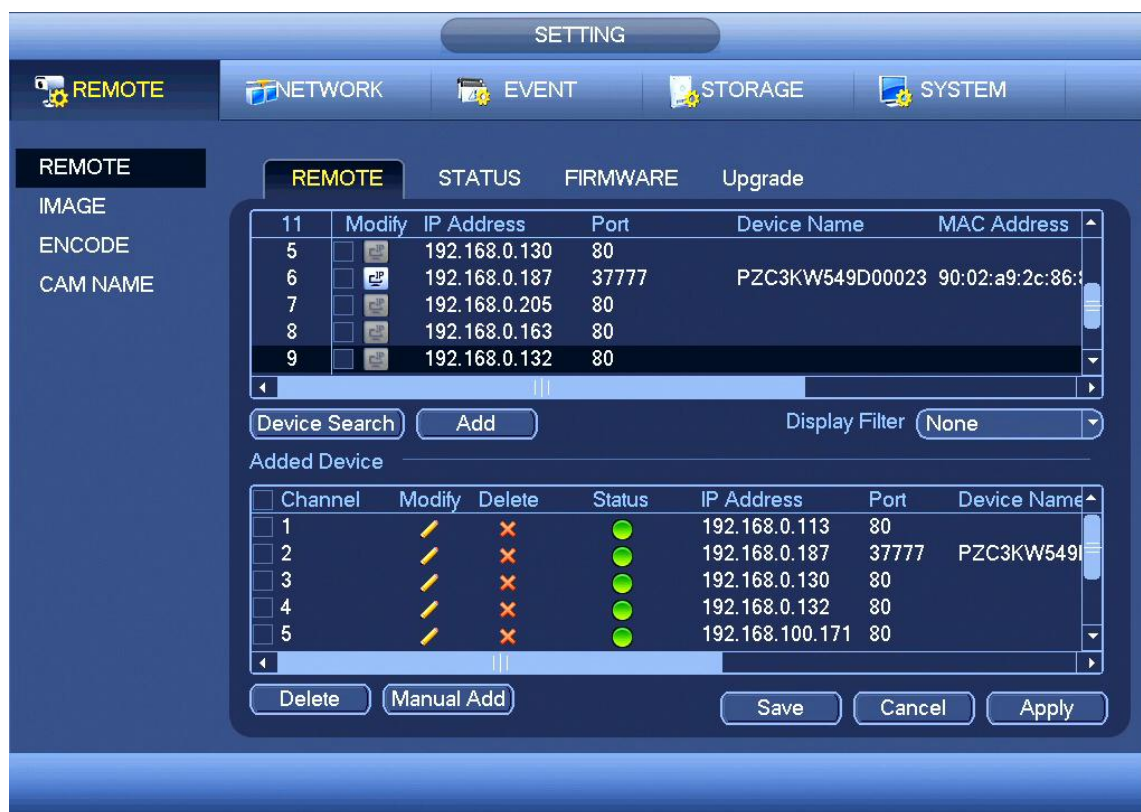 SETTING
REMOTE NETWORK EVENT STORAGE SYSTEM
REMOTE
IMAGE
ENCODE
CAM NAME
REMOTE STATUS FIRMWARE Upgrade
11 Modify IP Address Port Device Name MAC Address
5 192.168.0.130 80
6 192.168.0.187 37777 PZC3KW549D00023 90:02:a9:2c:86:
7 192.168.0.205 80
8 192.168.0.163 80
9 192.168.0.132 80
Device Search Add Display Filter None
Added Device
Channel Modify Delete Status IP Address Port Device Name
1 192.168.0.113 80
2 192.168.0.187 37777 PZC3KW549
3 192.168.0.130 80
4 192.168.0.132 80
5 192.168.100.171 80
Delete Manual Add Save Cancel Apply